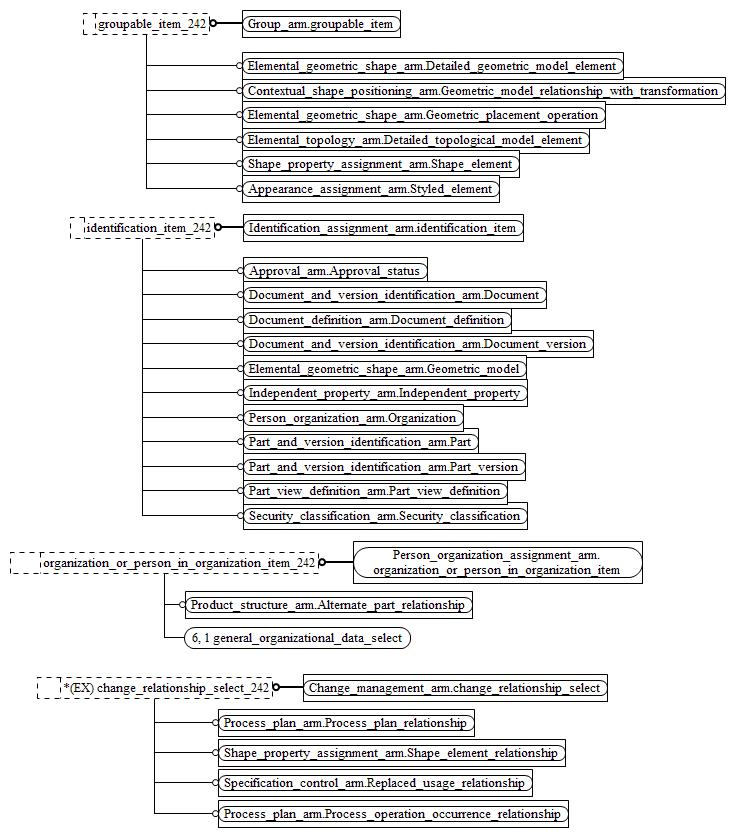 groupable_item_242
Group_arm.groupable_item
Elemental_geometric_shape_arm.Detailed_geometric_model_element
Contextual_shape_positioning_arm.Geometric_model_relationship_with_transformation
Elemental_geometric_shape_arm.Geometric_placement_operation
Elemental_topology_arm.Detailed_topological_model_element
Shape_property_assignment_arm.Shape_element
Appearance_assignment_arm.Styled_element
identification_item_242
Identification_assignment_arm.identification_item
Approval_arm.Approval_status
Document_and_version_identification_arm.Document
Document_definition_arm.Document_definition
Document_and_version_identification_arm.Document_version
Elemental_geometric_shape_arm.Geometric_model
Independent_property_arm.Independent_property
Person_organization_arm.Organization
Part_and_version_identification_arm.Part
Part_and_version_identification_arm.Part_version
Part_view_definition_arm.Part_view_definition
Security_classification_arm.Security_classification
organization_or_person_in_organization_item_242
Person_organization_assignment_arm.
organization_or_person_in_organization_item
Product_structure_arm.Alternate_part_relationship
6, 1 general_organizational_data_select
*(EX) change_relationship_select_242
Change_management_arm.change_relationship_select
Process_plan_arm.Process_plan_relationship
Shape_property_assignment_arm.Shape_element_relationship
Specification_control_arm.Replaced_usage_relationship
Process_plan_arm.Process_operation_occurrence_relationship